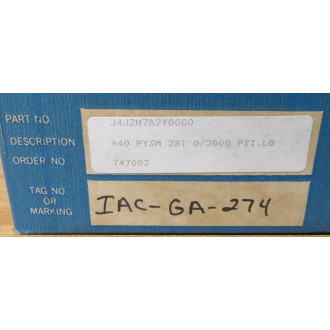 PART NO. J4J2H7A2Y0000
DESCRIPTION 940 PYSM 2BT 0/2000 PSI.LB
ORDER NO. 747003
TAG NO. OR MARKING IAC-GA-274